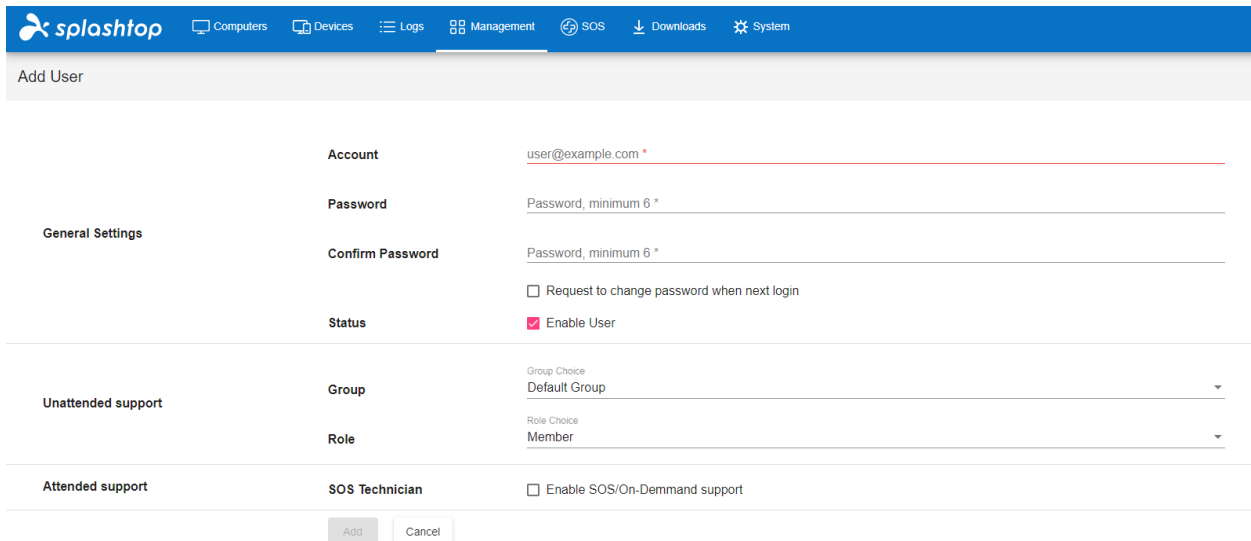 splashtop Computers Devices Logs Management SOS Downloads System
Add User
Account user@example.com *
Password Password, minimum 6 *
General Settings
Confirm Password Password, minimum 6 *
Request to change password when next login
Status Enable User
Group Choice
Group Default Group
Unattended support
Role Choice
Role Member
Attended support SOS Technician Enable SOS/On-Demmand support
Add Cancel